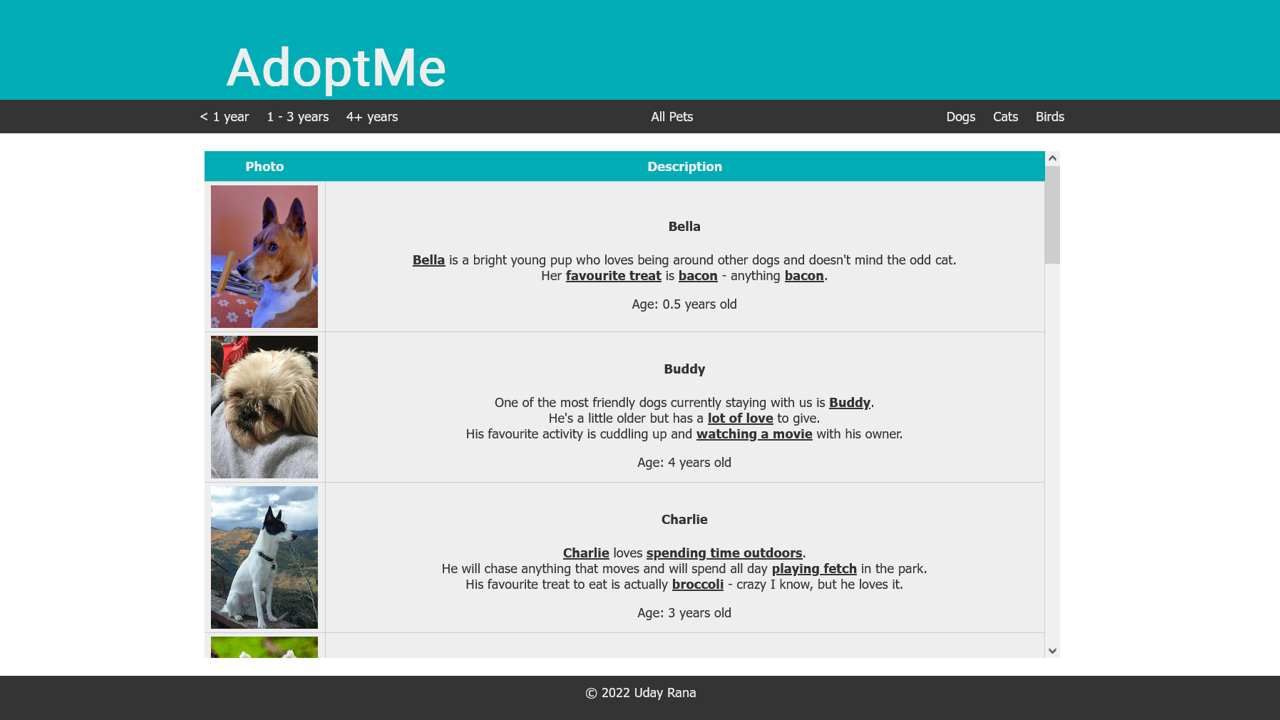 AdoptMe
< 1 year 1 - 3 years 4+ years All Pets Dogs Cats Birds
Photo Description
Bella
Bella is a bright young pup who loves being around other dogs and doesn't mind the odd cat.
Her favourite treat is bacon - anything bacon.
Age: 0.5 years old
Buddy
One of the most friendly dogs currently staying with us is Buddy.
He's a little older but has a lot of love to give.
His favourite activity is cuddling up and watching a movie with his owner.
Age: 4 years old
Charlie
Charlie loves spending time outdoors.
He will chase anything that moves and will spend all day playing fetch in the park.
His favourite treat to eat is actually broccoli - crazy I know, but he loves it.
Age: 3 years old
© 2022 Uday Rana